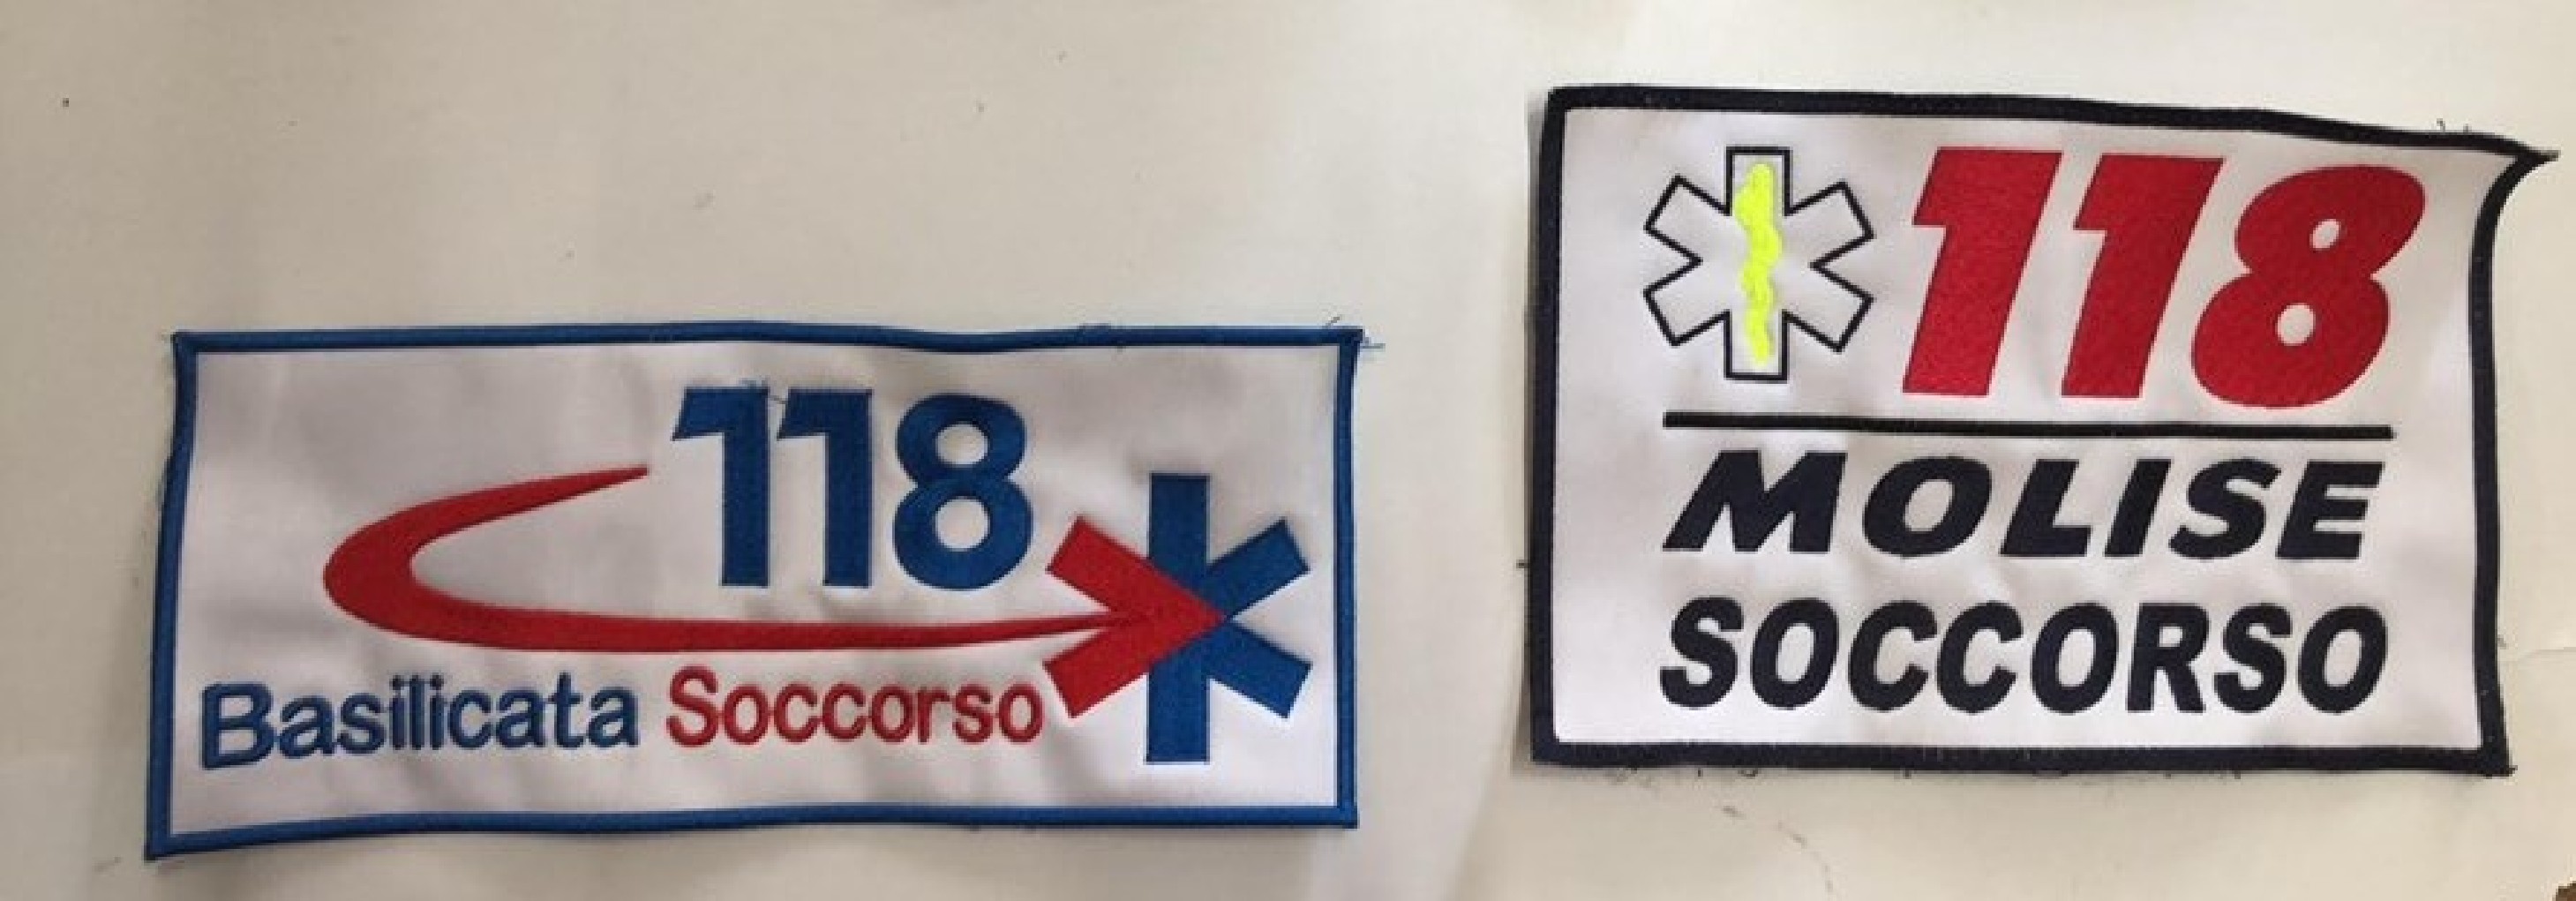 118
Basilicata Soccorso
118
MOLISE
SOCCORSO